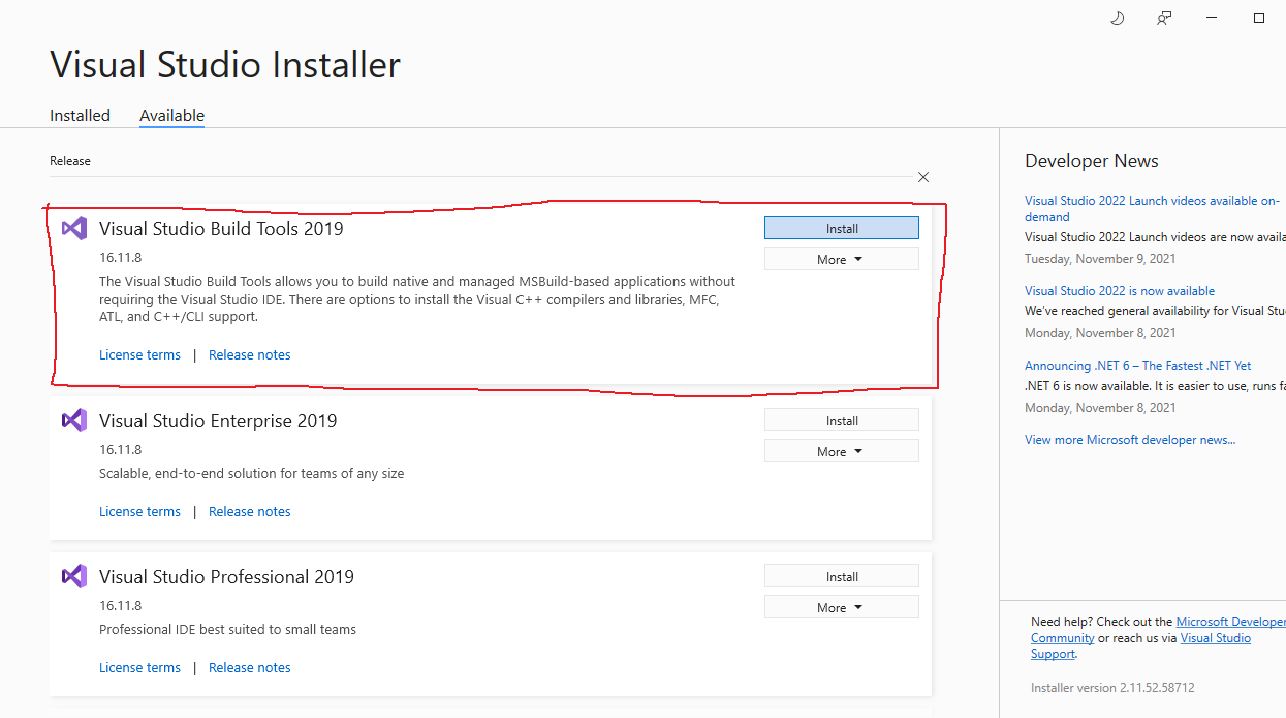 Visual Studio Installer
Installed
Available
Release
Visual Studio Build Tools 2019
Install
16.11.8
More
The Visual Studio Build Tools allows you to build native and managed MSBuild-based applications without
requiring the Visual Studio IDE. There are options to install the Visual C++ compilers and libraries, MFC,
ATL, and C++/CLI support.
License terms | Release notes
Visual Studio Enterprise 2019
Install
16.11.8
More
Scalable, end-to-end solution for teams of any size
License terms | Release notes
Visual Studio Professional 2019
Install
16.11.8
More
Professional IDE best suited to small teams
License terms | Release notes
Developer News
Visual Studio 2022 Launch videos available on-
demand
Visual Studio 2022 Launch videos are now availa
Tuesday, November 9, 2021
Visual Studio 2022 is now available
We've reached general availability for Visual Stu
Monday, November 8, 2021
Announcing .NET 6 – The Fastest .NET Yet
.NET 6 is now available. It is easier to use, runs fa
Monday, November 8, 2021
View more Microsoft developer news...
Need help? Check out the Microsoft Developer
Community or reach us via Visual Studio
Support.
Installer version 2.11.52.58712